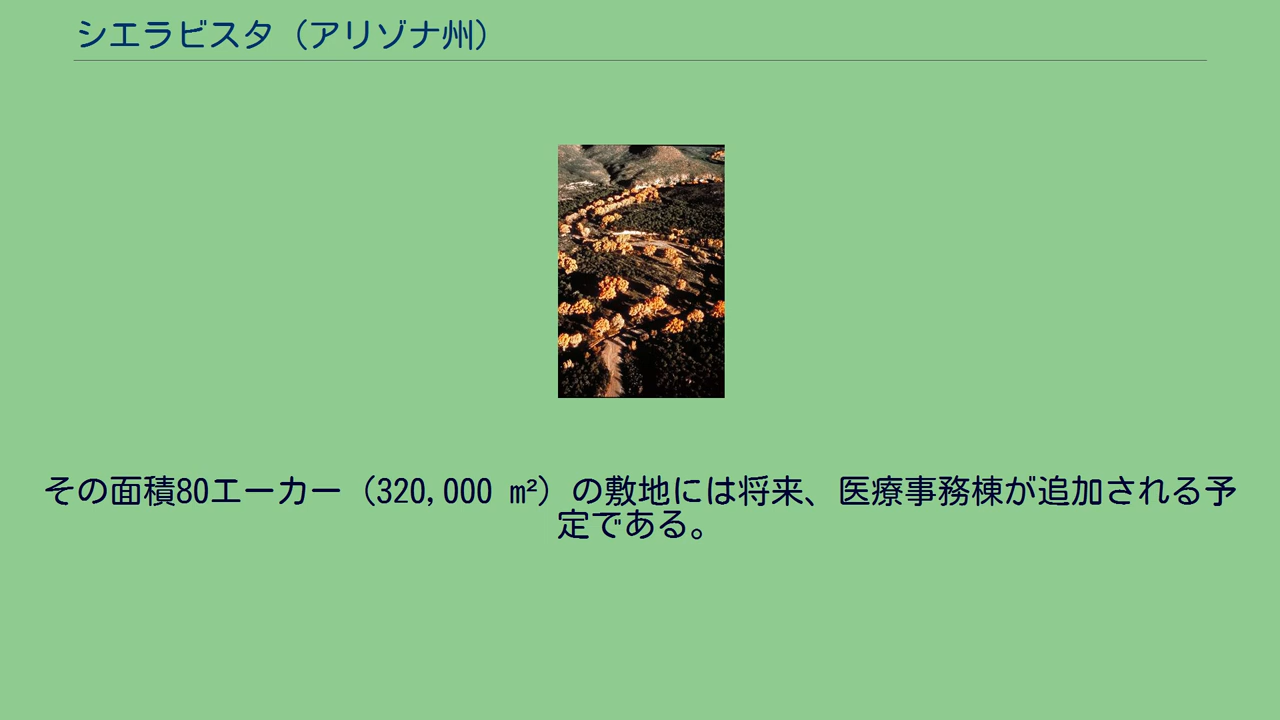 シエラビスタ（アリゾナ州）
その面積80エーカー（320,000 m²）の敷地には将来、医療事務棟が追加される予
定である。